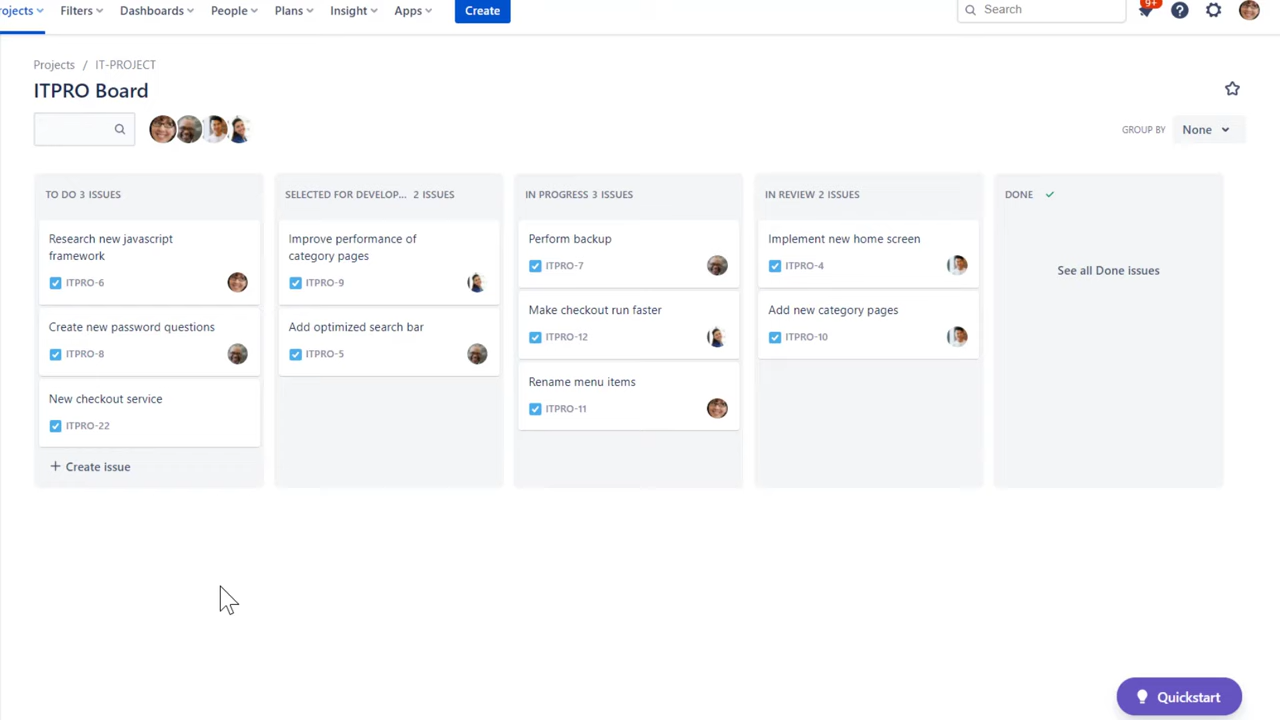 rojects Filters Dashboards People Plans Insight Apps Create Search 9+
Projects / IT-PROJECT
ITPRO Board
GROUP BY None
TO DO 3 ISSUES
Research new javascript
framework
ITPRO-6
Create new password questions
ITPRO-8
New checkout service
ITPRO-22
+ Create issue
SELECTED FOR DEVELOP... 2 ISSUES
Improve performance of
category pages
ITPRO-9
Add optimized search bar
ITPRO-5
IN PROGRESS 3 ISSUES
Perform backup
ITPRO-7
Make checkout run faster
ITPRO-12
Rename menu items
ITPRO-11
IN REVIEW 2 ISSUES
Implement new home screen
ITPRO-4
Add new category pages
ITPRO-10
DONE
See all Done issues
Quickstart